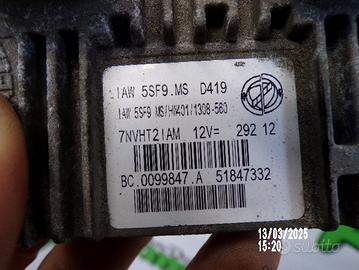 IAW 5SF9.MS D419
IAW 5SF9 MS/HW401/1308-560
7NVHT2IAM 12V= 292 12
BC.0099847.A 51847332
13/03/2025
15:20
subito